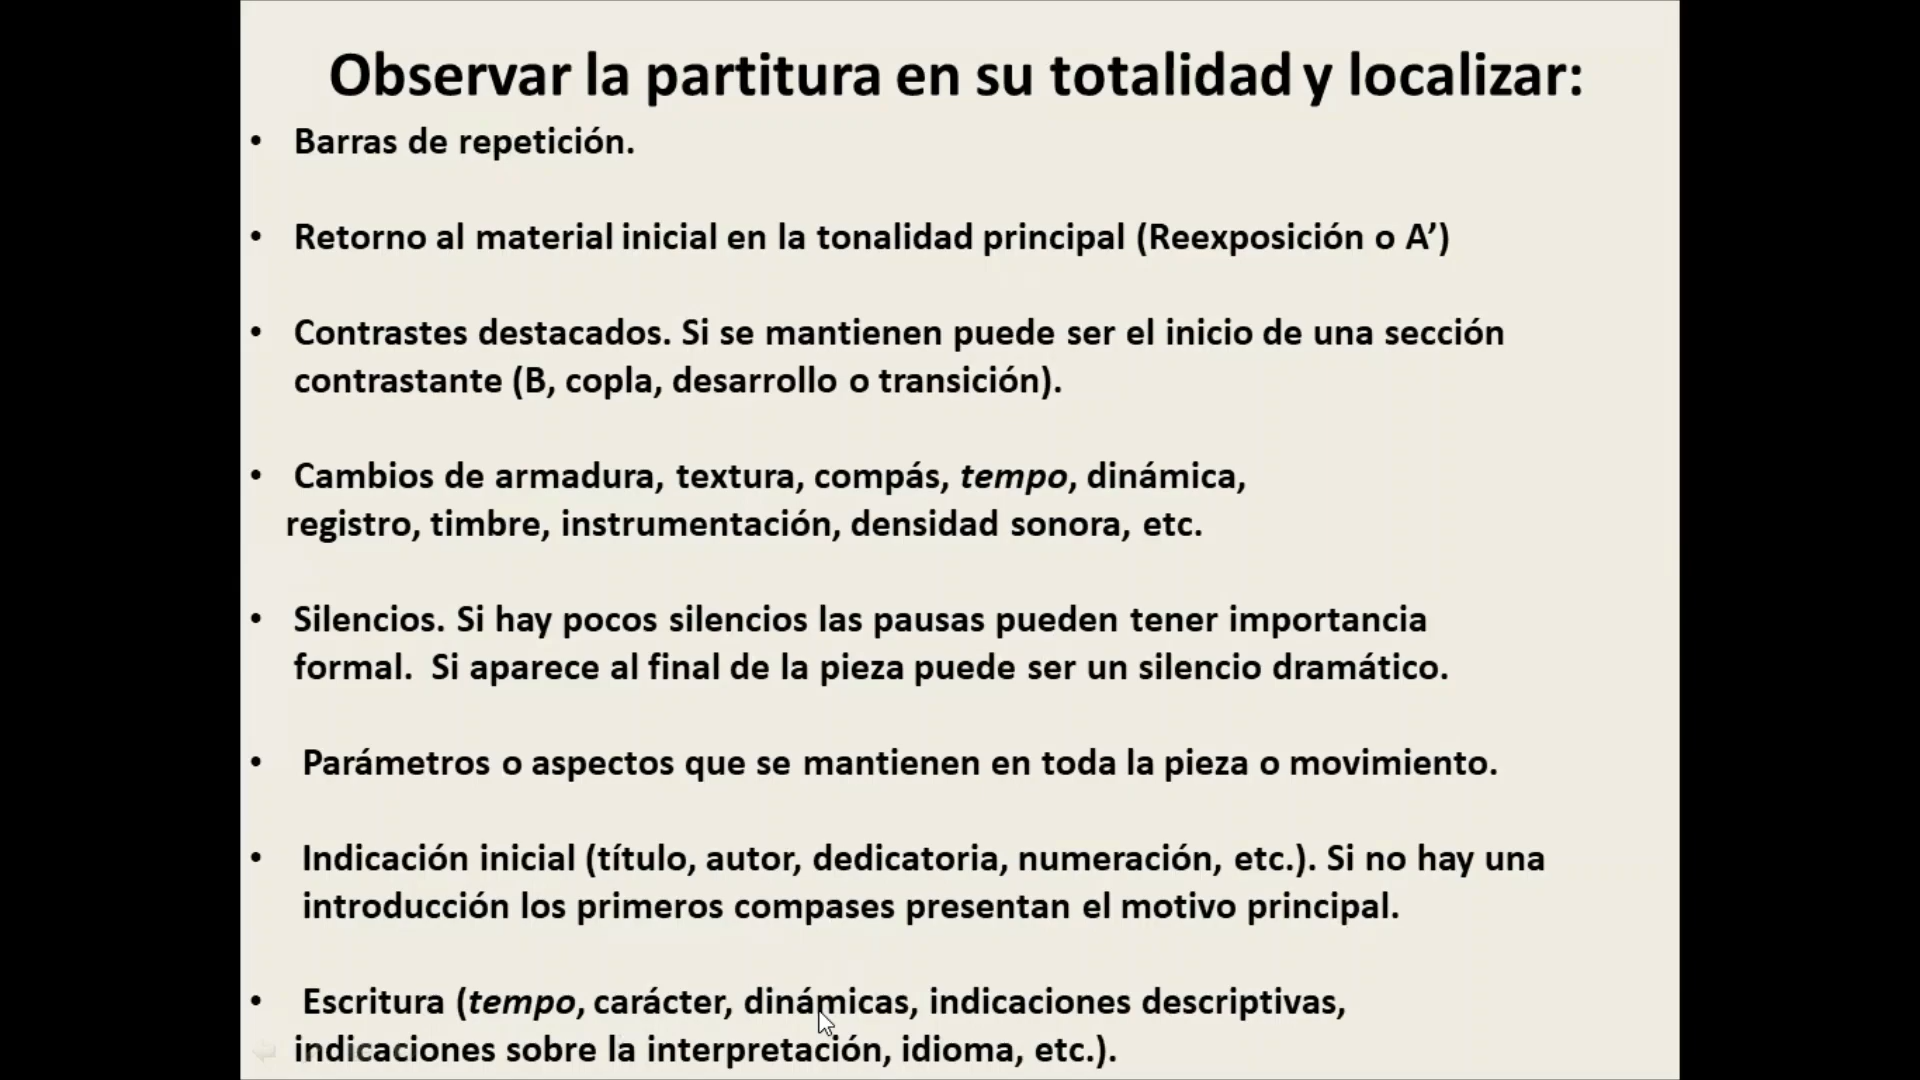 Observar la partitura en su totalidad y localizar:
• Barras de repetición.
• Retorno al material inicial en la tonalidad principal (Reexposición o A’)
• Contrastes destacados. Si se mantienen puede ser el inicio de una sección
contrastante (B, copla, desarrollo o transición).
• Cambios de armadura, textura, compás, tempo, dinámica,
registro, timbre, instrumentación, densidad sonora, etc.
• Silencios. Si hay pocos silencios las pausas pueden tener importancia
formal.  Si aparece al final de la pieza puede ser un silencio dramático.
• Parámetros o aspectos que se mantienen en toda la pieza o movimiento.
• Indicación inicial (título, autor, dedicatoria, numeración, etc.). Si no hay una
introducción los primeros compases presentan el motivo principal.
• Escritura (tempo, carácter, dinámicas, indicaciones descriptivas,
indicaciones sobre la interpretación, idioma, etc.).